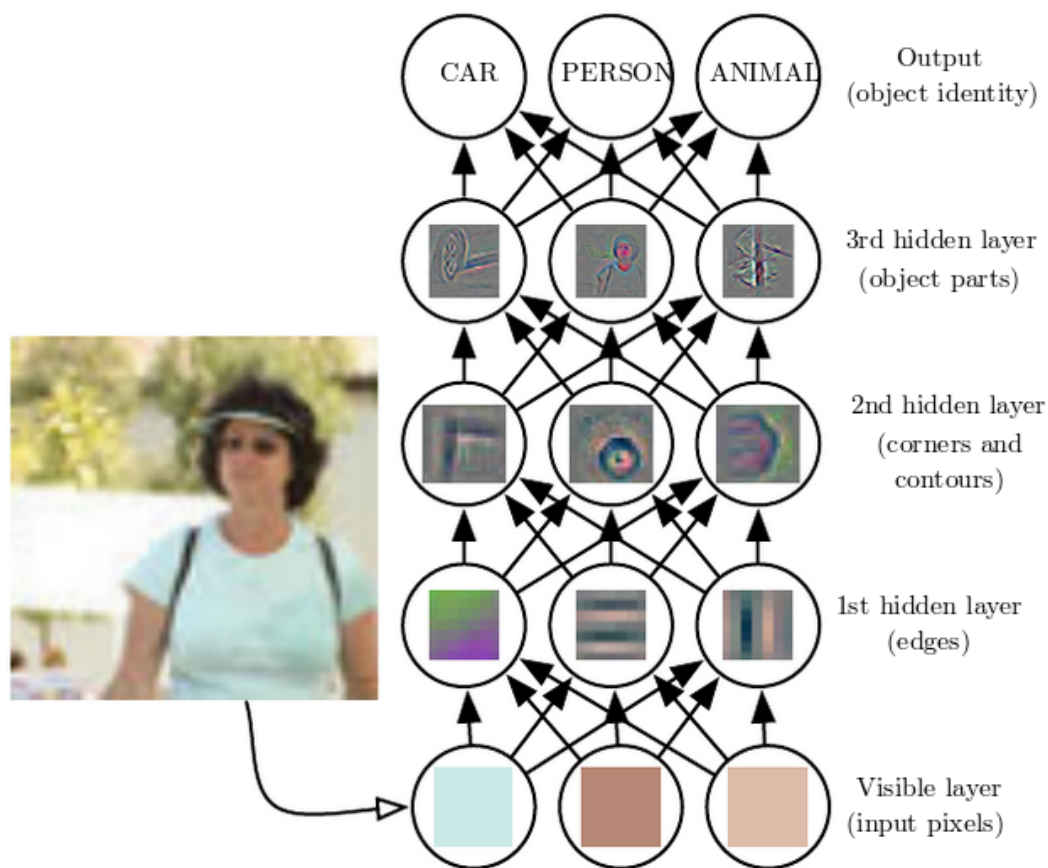 CAR PERSON ANIMAL
Output
(object identity)
3rd hidden layer
(object parts)
2nd hidden layer
(corners and
contours)
1st hidden layer
(edges)
Visible layer
(input pixels)